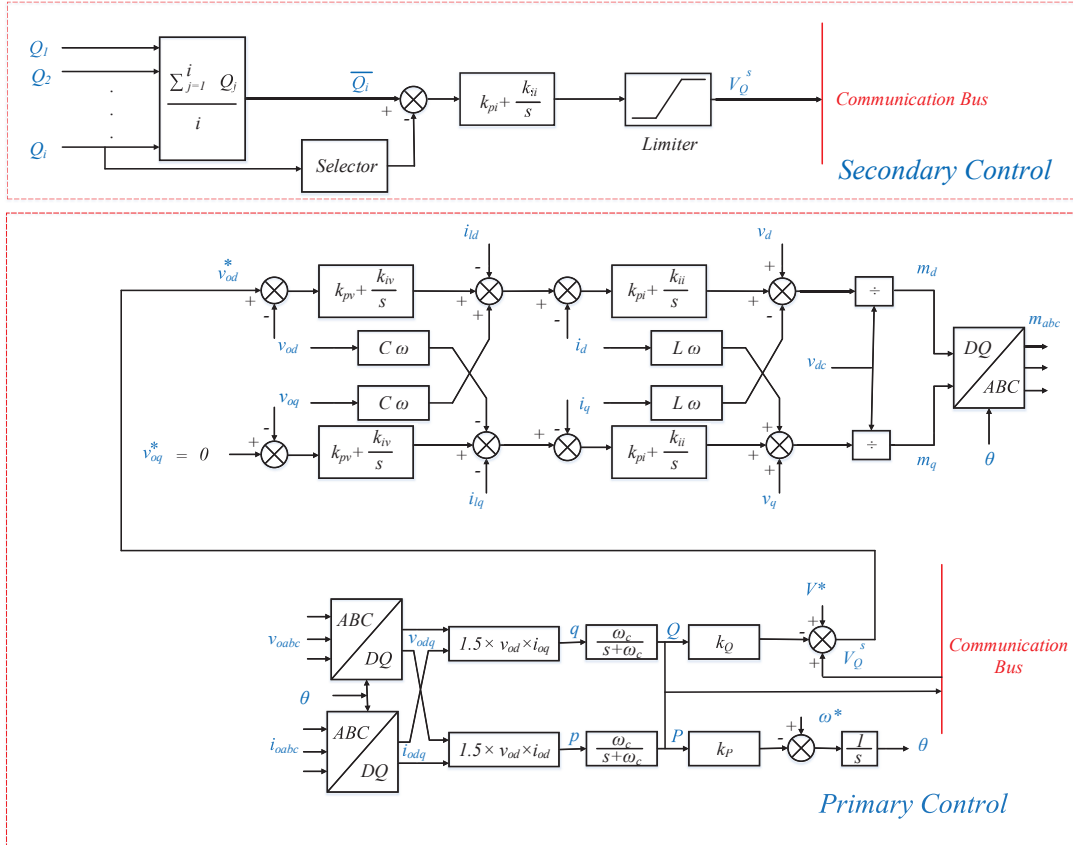 Q1
Q2
.
.
.
Qi
∑ i j=1 Qj
i
Qi
+
-
Selector
kpi + kii
s
Limiter
VQ s
Communication Bus
Secondary Control
v*od
+
-
kpv + kiv
s
ild
-
+
+
+
-
kpi + kii
s
vd
+
+
-
÷
md
vod
C ω
id
L ω
vdc
mabc
DQ
ABC
voq
C ω
iq
L ω
θ
v*oq = 0
+
-
kpv + kiv
s
-
+
-
ilq
+
-
kpi + kii
s
+
+
+
vq
÷
mq
voabc
ABC
DQ
vodq
θ
ioabc
ABC
DQ
iodq
1.5 × vod × ioq
q
ωc
s+ωc
Q
kQ
V*
+
-
+
VQ s
Communication
Bus
1.5 × vod × iod
p
ωc
s+ωc
P
kP
ω*
+
-
1
s
θ
Primary Control